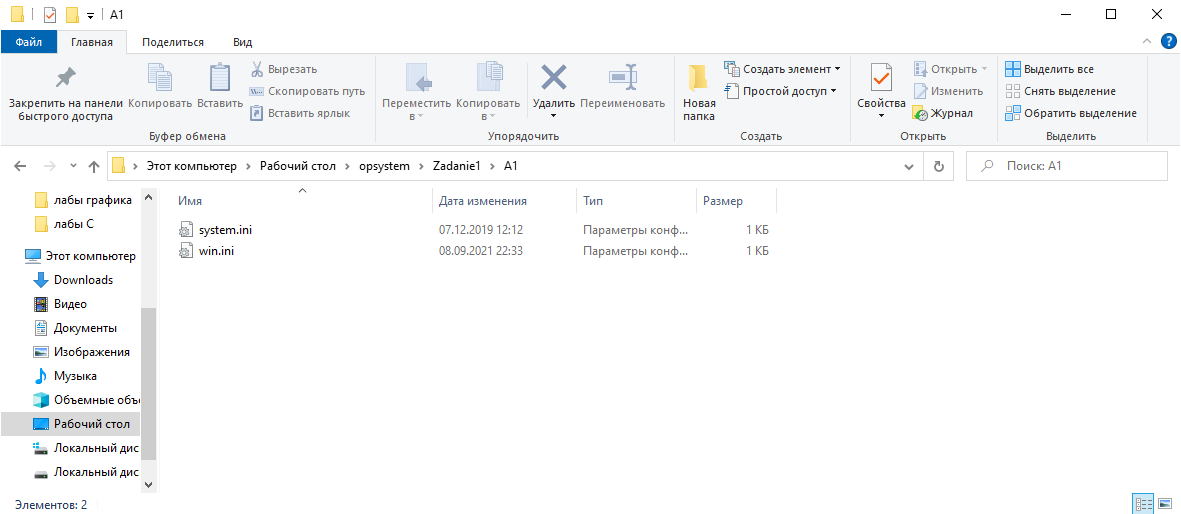 A1
Файл Главная Поделиться Вид
Закрепить на панели
быстрого доступа
Копировать
Вставить
Вырезать
Скопировать путь
Вставить ярлык
Буфер обмена
Переместить
в
Копировать
в
Удалить
Переименовать
Упорядочить
Новая
папка
Создать элемент
Простой доступ
Создать
Свойства
Открыть
Изменить
Журнал
Открыть
Выделить все
Снять выделение
Обратить выделение
Выделить
Этот компьютер Рабочий стол opsystem Zadanie1 A1
Поиск: A1
лабы графика
лабы С
Этот компьютер
Downloads
Видео
Документы
Изображения
Музыка
Объемные объ
Рабочий стол
Локальный дис
Локальный дис
Имя Дата изменения Тип Размер
system.ini 07.12.2019 12:12 Параметры конф... 1 КБ
win.ini 08.09.2021 22:33 Параметры конф... 1 КБ
Элементов: 2